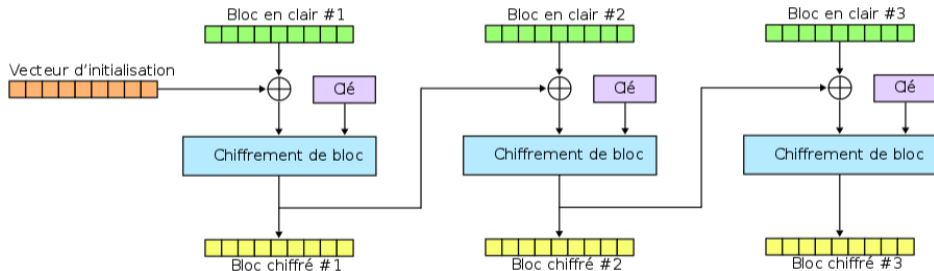 Bloc en clair #1
Bloc en clair #2
Bloc en clair #3
Vecteur d'initialisation
Clé
Clé
Clé
Chiffrement de bloc
Chiffrement de bloc
Chiffrement de bloc
Bloc chiffré #1
Bloc chiffré #2
Bloc chiffré #3